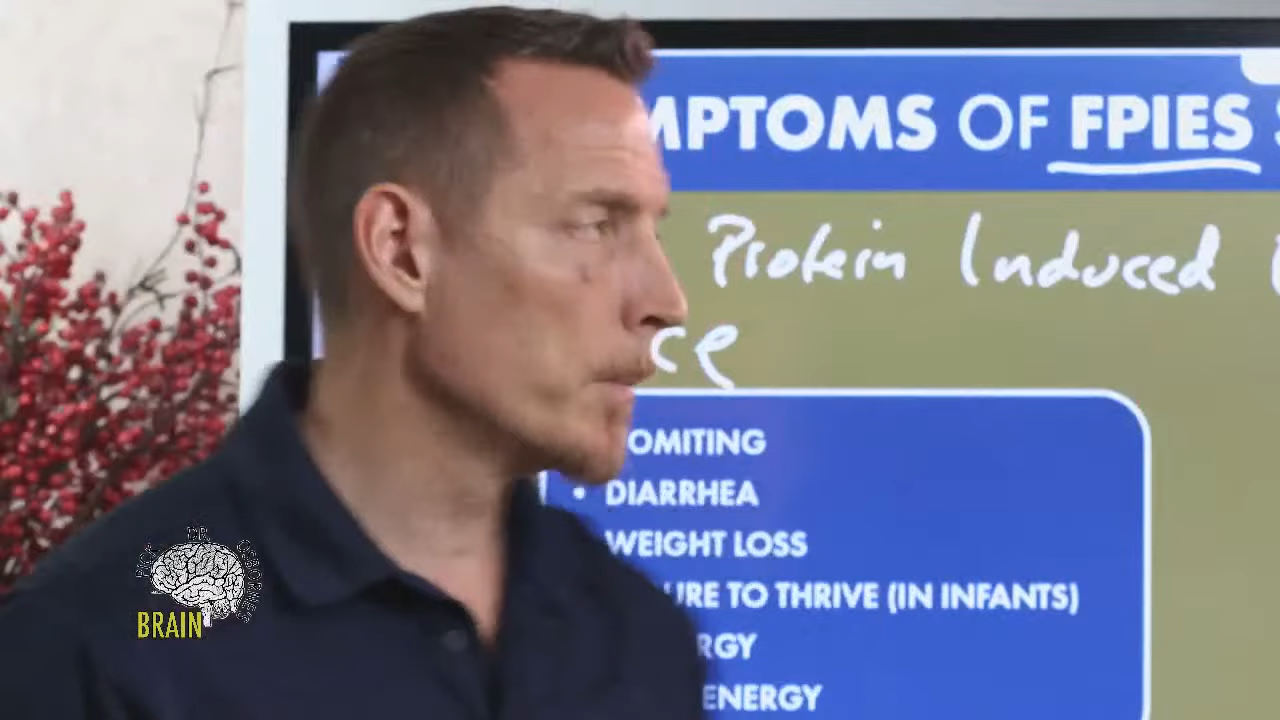 MPTOMS OF FPIES S
Protein Induced
ce
OMITING
• DIARRHEA
WEIGHT LOSS
URE TO THRIVE (IN INFANTS)
RGY
ENERGY
BRAIN